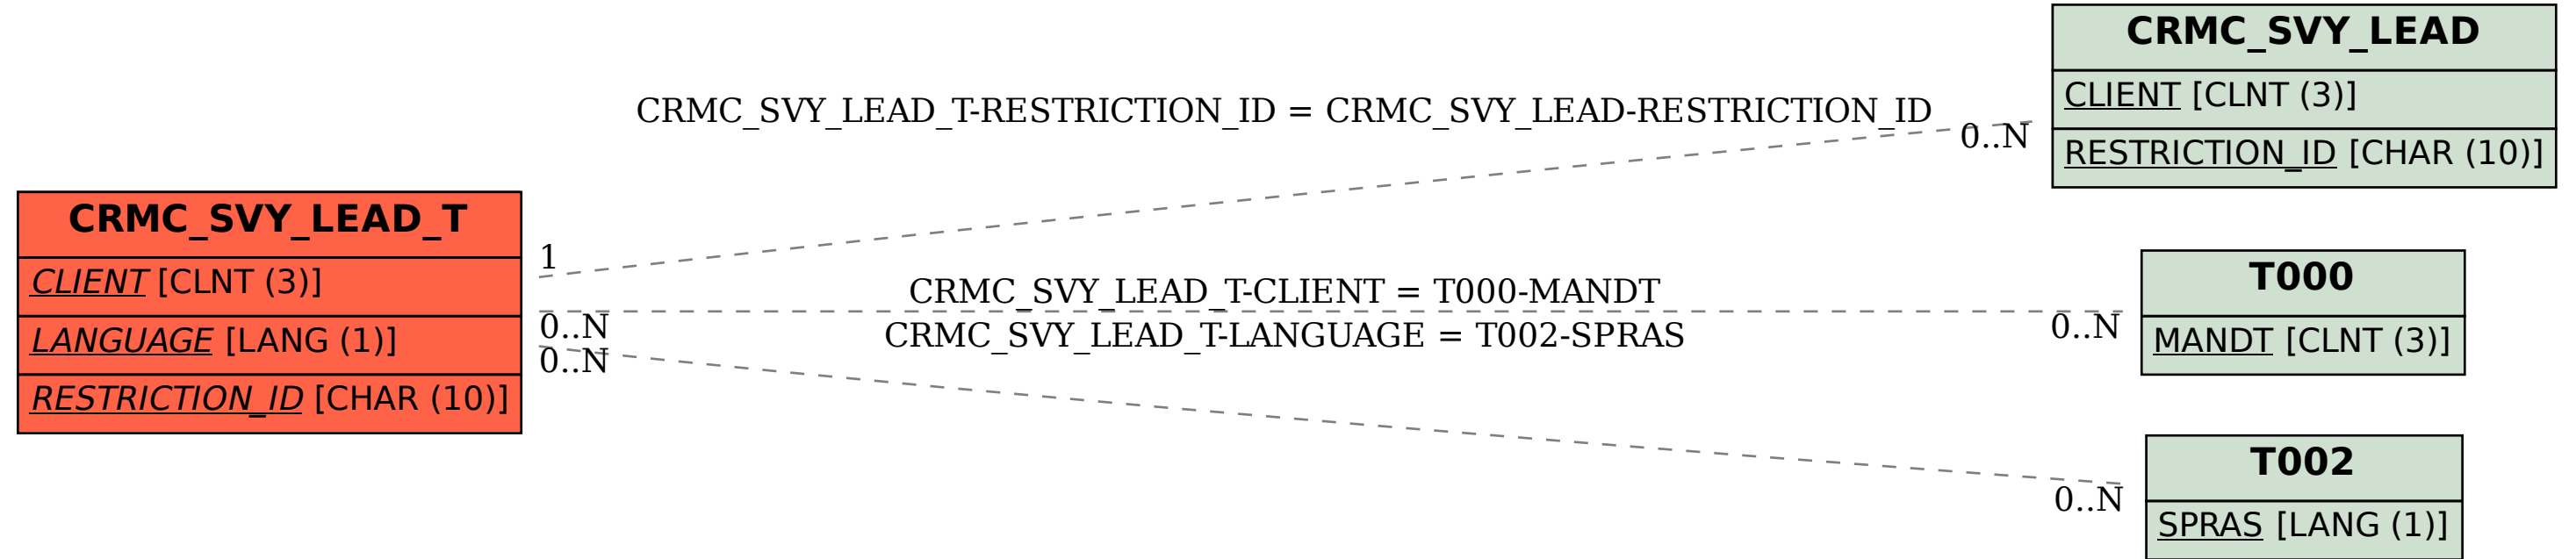 CRMC_SVY_LEAD
CLIENT [CLNT (3)]
RESTRICTION_ID [CHAR (10)]
CRMC_SVY_LEAD_T-RESTRICTION_ID = CRMC_SVY_LEAD-RESTRICTION_ID
0..N
CRMC_SVY_LEAD_T
CLIENT [CLNT (3)]
LANGUAGE [LANG (1)]
RESTRICTION_ID [CHAR (10)]
1
CRMC_SVY_LEAD_T-CLIENT = T000-MANDT
0..N
0..N
CRMC_SVY_LEAD_T-LANGUAGE = T002-SPRAS
0..N
0..N
T000
MANDT [CLNT (3)]
T002
SPRAS [LANG (1)]